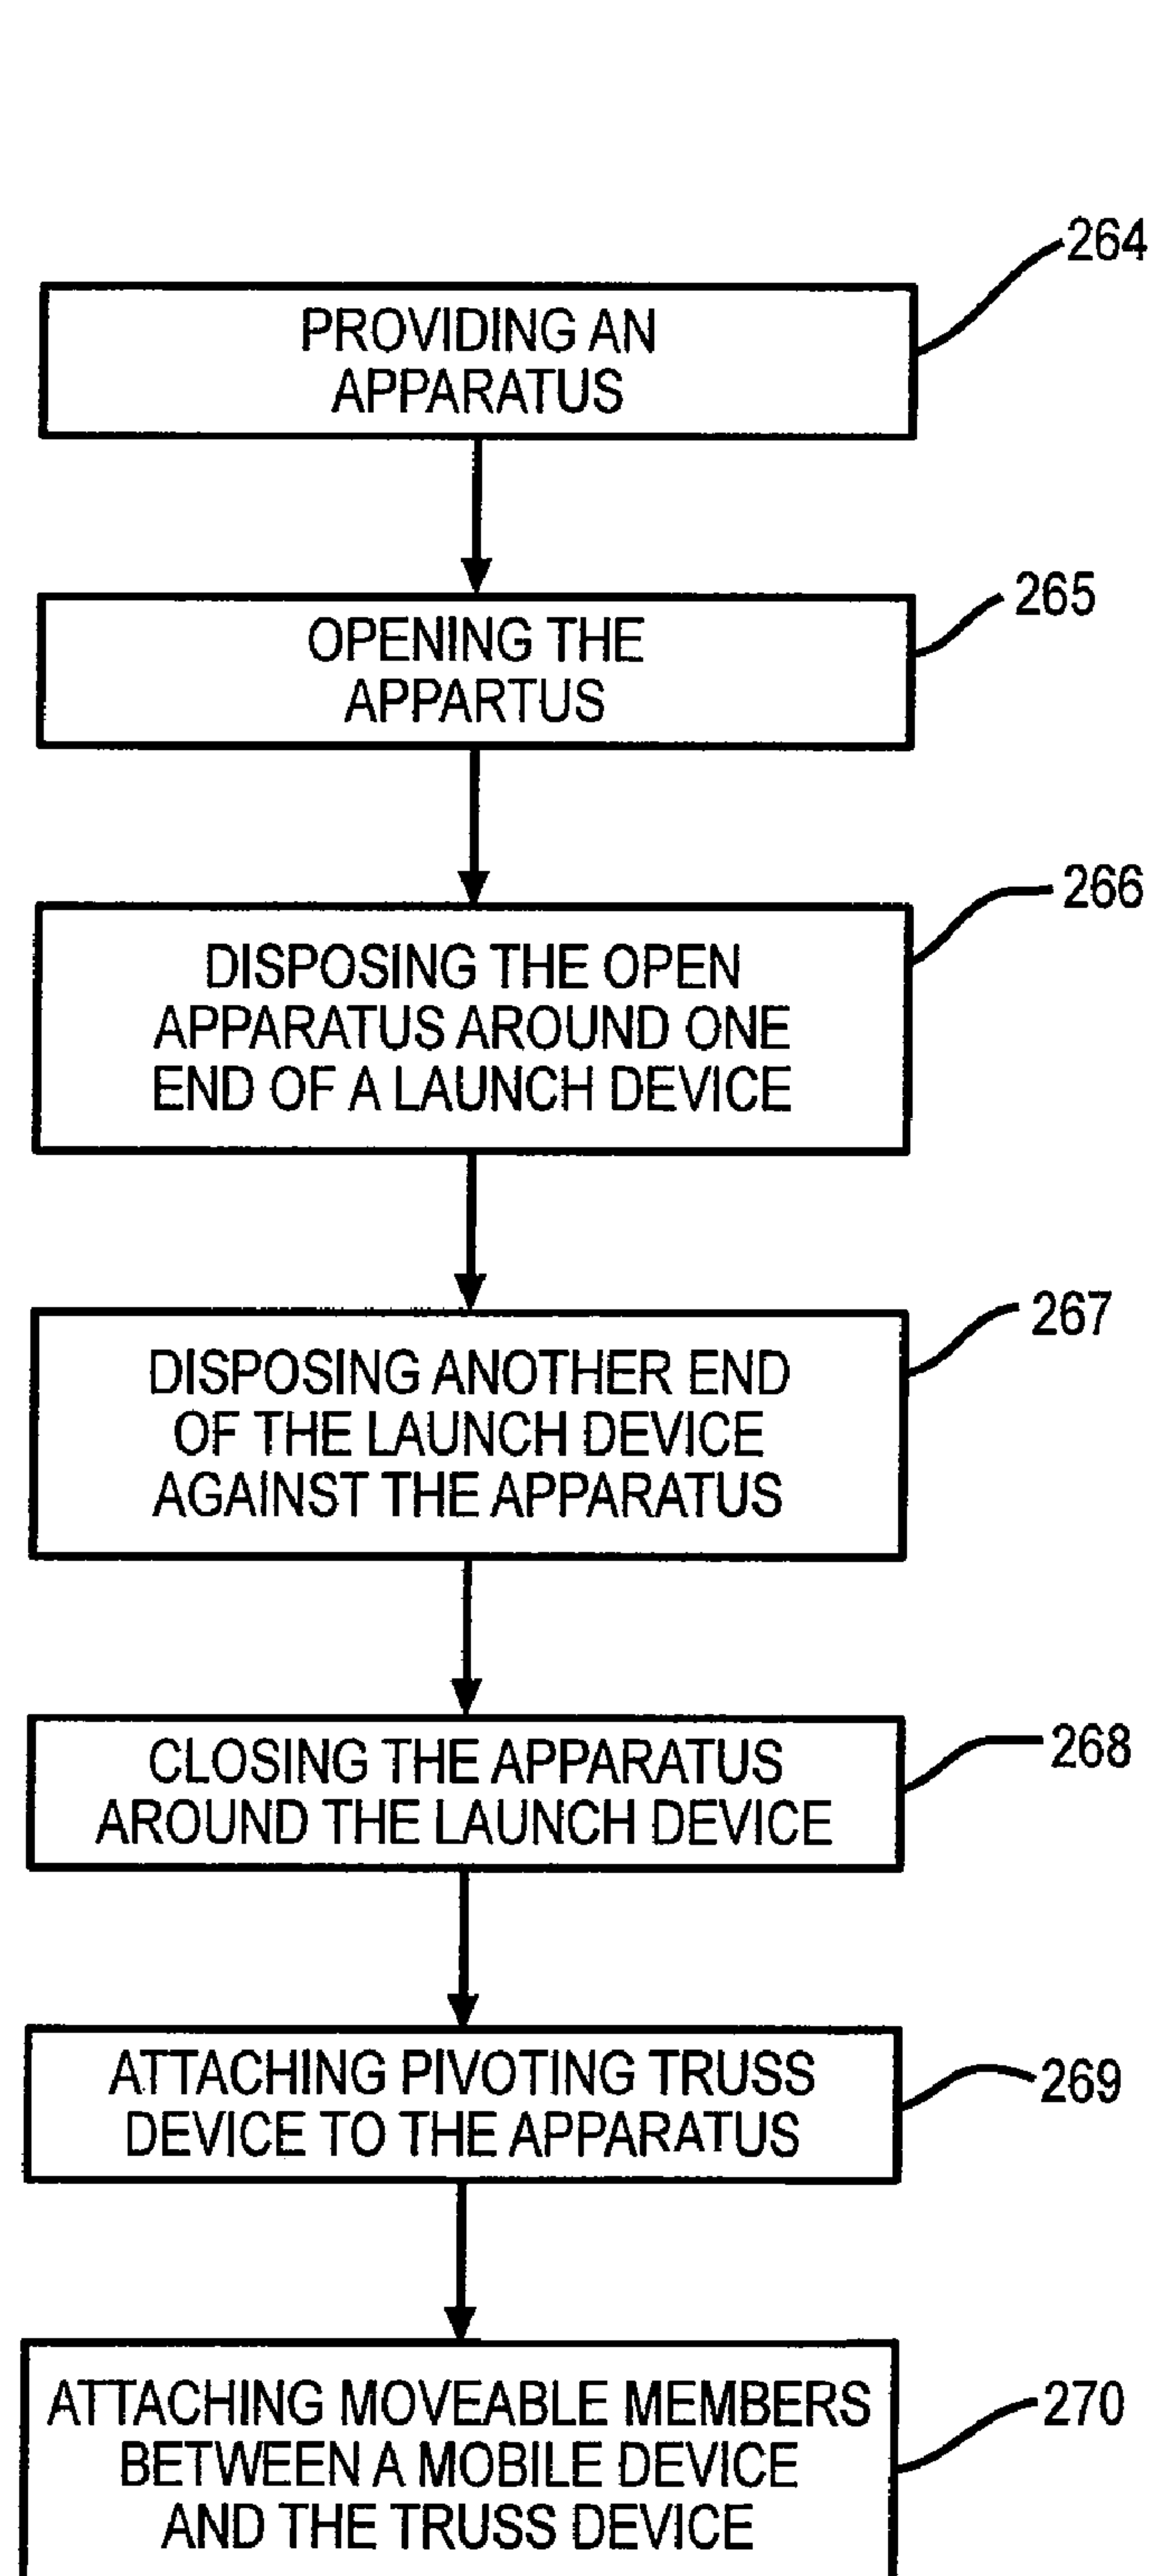 264
PROVIDING AN
APPARATUS
265
OPENING THE
APPARTUS
266
DISPOSING THE OPEN
APPARATUS AROUND ONE
END OF A LAUNCH DEVICE
267
DISPOSING ANOTHER END
OF THE LAUNCH DEVICE
AGAINST THE APPARATUS
268
CLOSING THE APPARATUS
AROUND THE LAUNCH DEVICE
269
ATTACHING PIVOTING TRUSS
DEVICE TO THE APPARATUS
270
ATTACHING MOVEABLE MEMBERS
BETWEEN A MOBILE DEVICE
AND THE TRUSS DEVICE